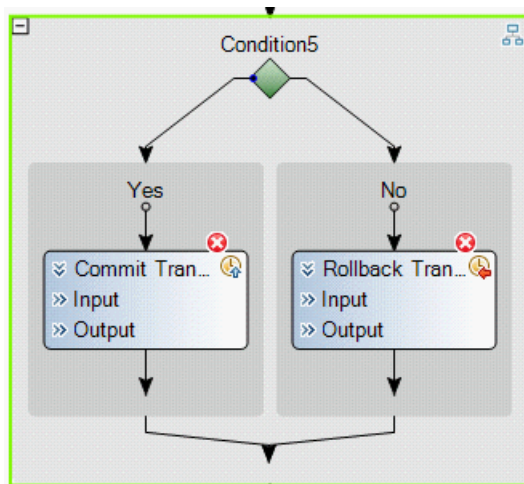 Condition5
Yes
No
Commit Tran...
Input
Output
Rollback Tran...
Input
Output